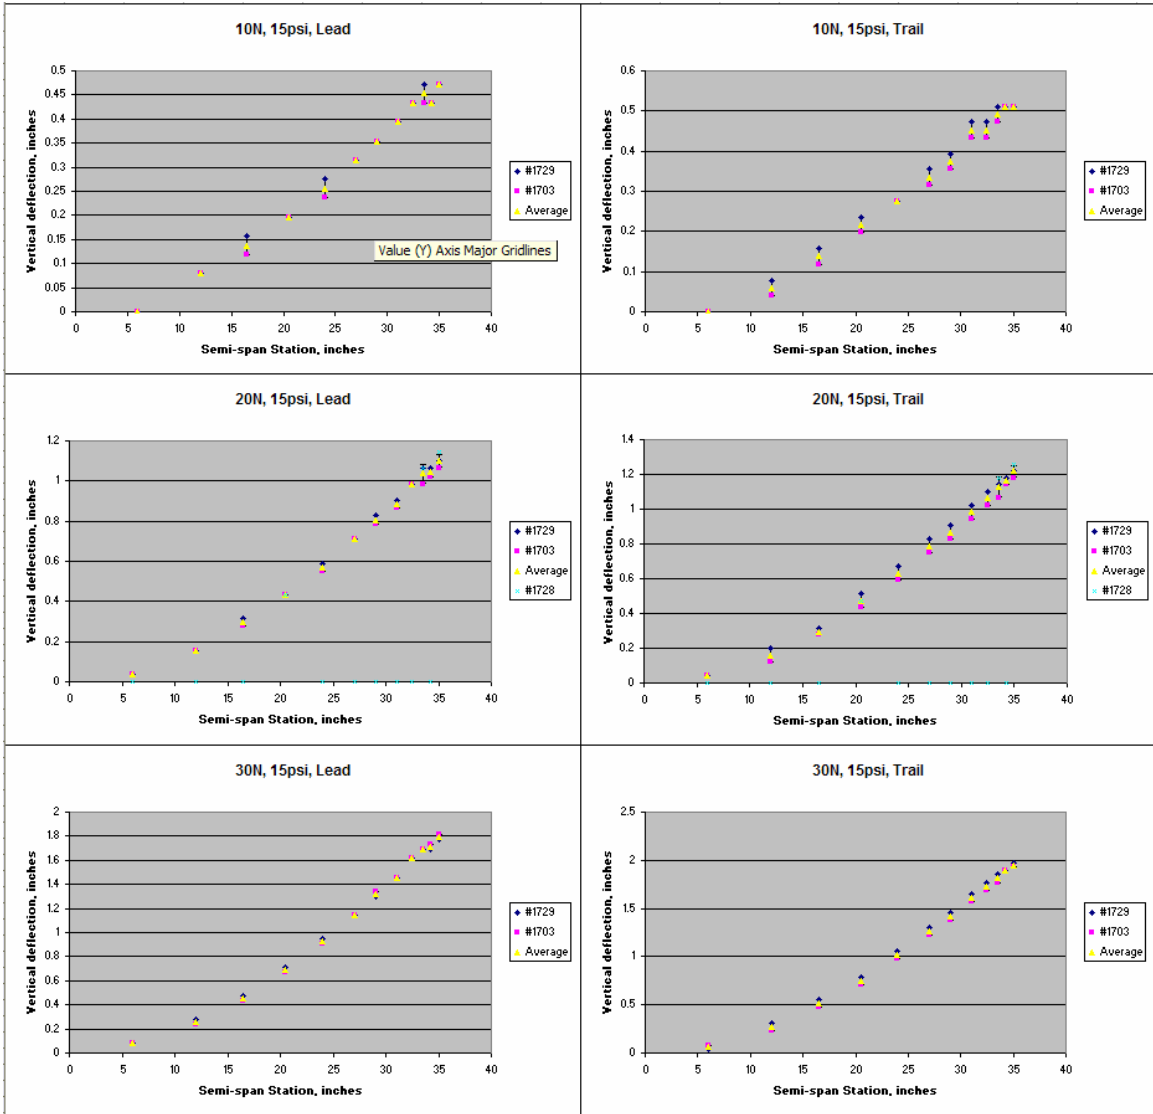 10N, 15psi, Lead
Vertical deflection, inches
0.5
0.45
0.4
0.35
0.3
0.25
0.2
0.15
0.1
0.05
0
0 5 10 15 20 25 30 35 40
Semi-span Station, inches
#1729
#1703
Average
Value (Y) Axis Major Gridlines
10N, 15psi, Trail
Vertical deflection, inches
0.6
0.5
0.4
0.3
0.2
0.1
0
0 5 10 15 20 25 30 35 40
Semi-span Station, inches
#1729
#1703
Average
20N, 15psi, Lead
Vertical deflection, inches
1.2
1
0.8
0.6
0.4
0.2
0
0 5 10 15 20 25 30 35 40
Semi-span Station, inches
#1729
#1703
Average
#1728
20N, 15psi, Trail
Vertical deflection, inches
1.4
1.2
1
0.8
0.6
0.4
0.2
0
0 5 10 15 20 25 30 35 40
Semi-span Station, inches
#1729
#1703
Average
#1728
30N, 15psi, Lead
Vertical deflection, inches
2
1.8
1.6
1.4
1.2
1
0.8
0.6
0.4
0.2
0
0 5 10 15 20 25 30 35 40
Semi-span Station, inches
#1729
#1703
Average
30N, 15psi, Trail
Vertical deflection, inches
2.5
2
1.5
1
0.5
0
0 5 10 15 20 25 30 35 40
Semi-span Station, inches
#1729
#1703
Average